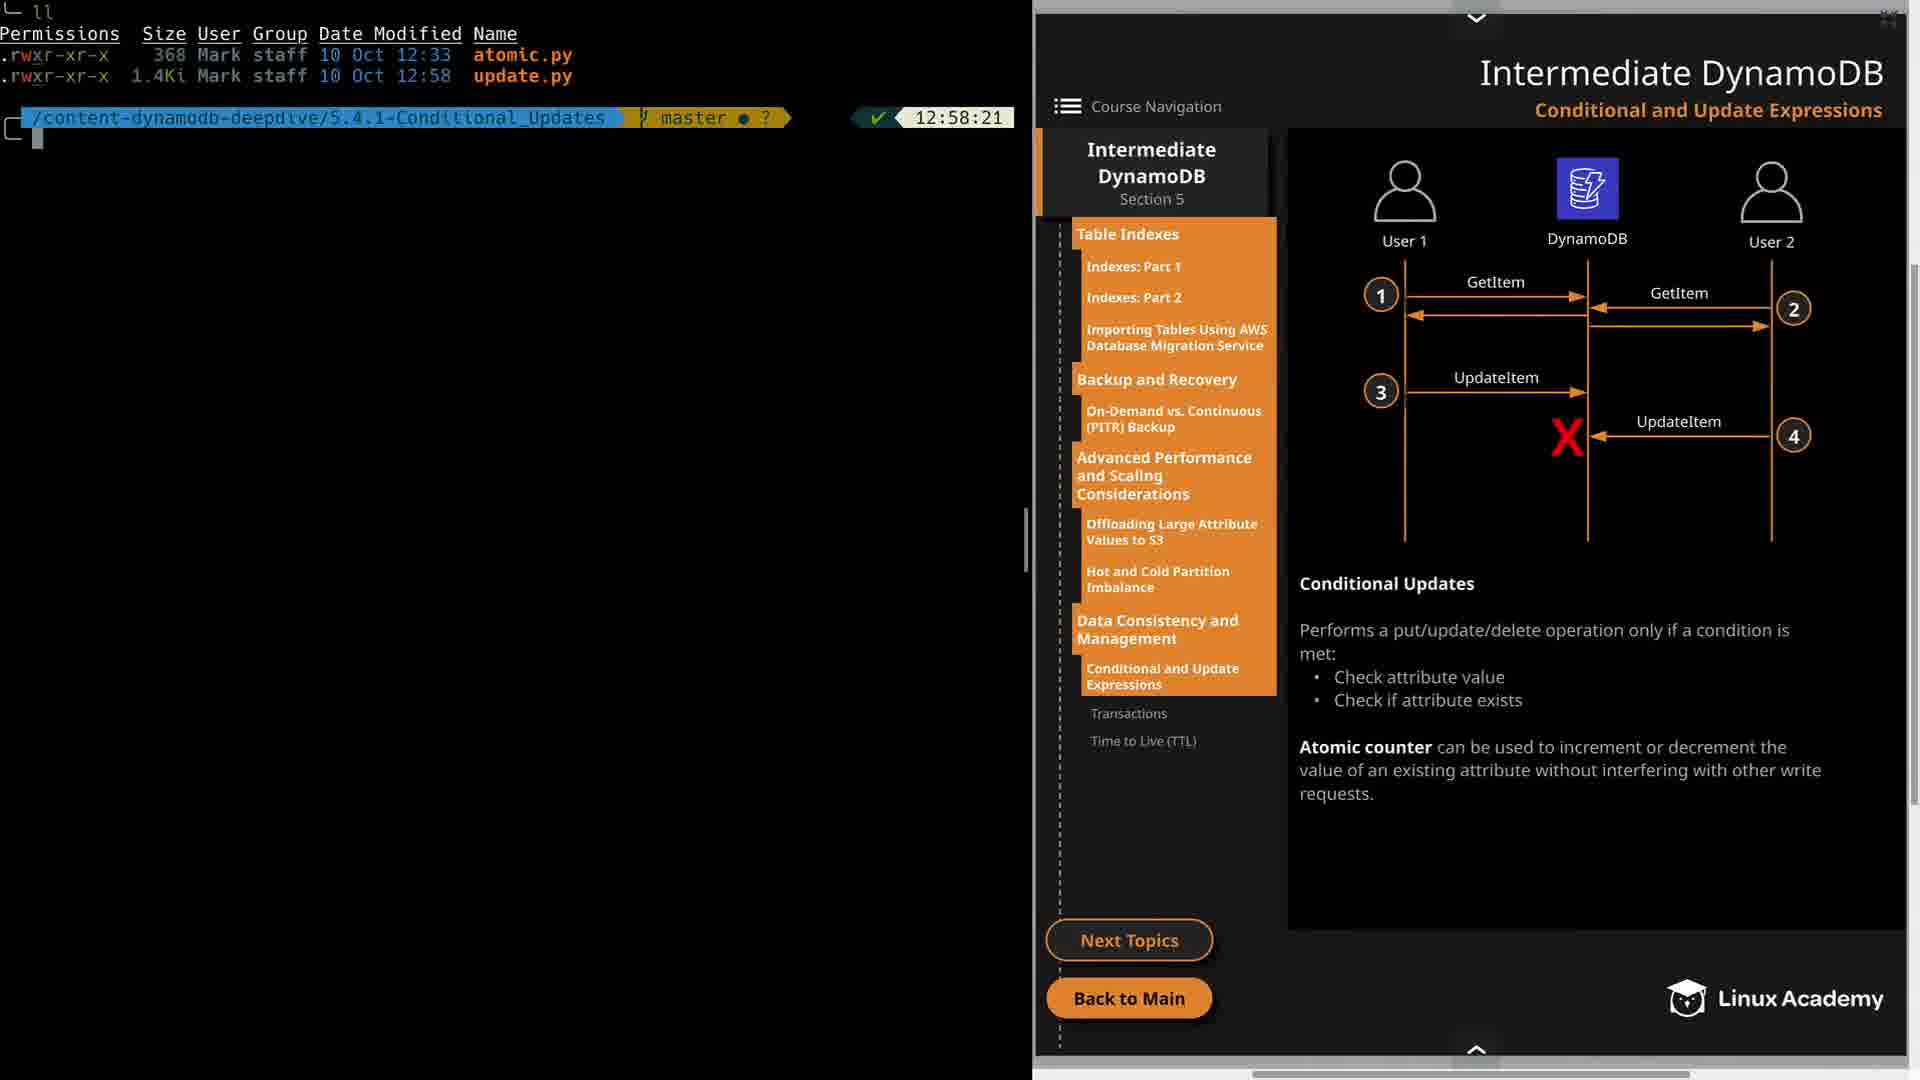 ll
Permissions Size User Group Date Modified Name
.rwxr-xr-x 368 Mark staff 10 Oct 12:33 atomic.py
.rwxr-xr-x 1.4Ki Mark staff 10 Oct 12:58 update.py
/content-dynamodb-deepdive/5.4.1-Conditional_Updates master ● ? ✔ 12:58:21
Intermediate DynamoDB
Conditional and Update Expressions
Course Navigation
Intermediate
DynamoDB
Section 5
Table Indexes
Indexes: Part 1
Indexes: Part 2
Importing Tables Using AWS
Database Migration Service
Backup and Recovery
On-Demand vs. Continuous
(PITR) Backup
Advanced Performance
and Scaling
Considerations
Offloading Large Attribute
Values to S3
Hot and Cold Partition
Imbalance
Data Consistency and
Management
Conditional and Update
Expressions
Transactions
Time to Live (TTL)
Next Topics
Back to Main
User 1
DynamoDB
User 2
1
GetItem
GetItem
2
3
UpdateItem
X
UpdateItem
4
Conditional Updates
Performs a put/update/delete operation only if a condition is
met:
• Check attribute value
• Check if attribute exists
Atomic counter can be used to increment or decrement the
value of an existing attribute without interfering with other write
requests.
Linux Academy